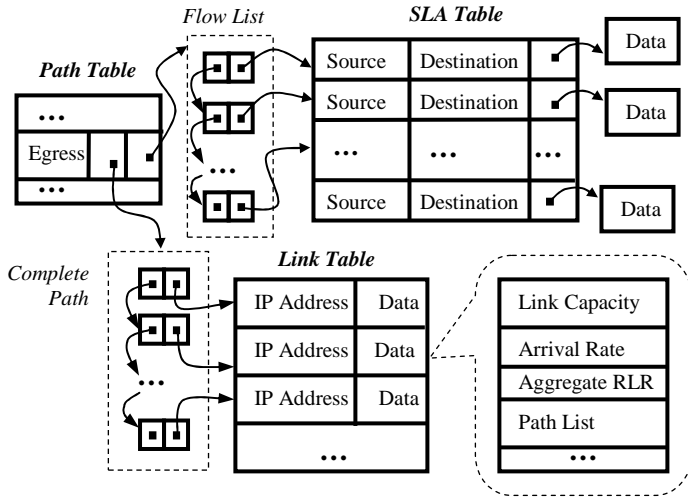 Flow List
SLA Table
Path Table
Source Destination
Data
Source Destination
Data
...
Egress
...
... ... ... ...
Source Destination
Data
Complete
Path
Link Table
IP Address Data
IP Address Data
...
IP Address Data
...
Link Capacity
Arrival Rate
Aggregate RLR
Path List
...